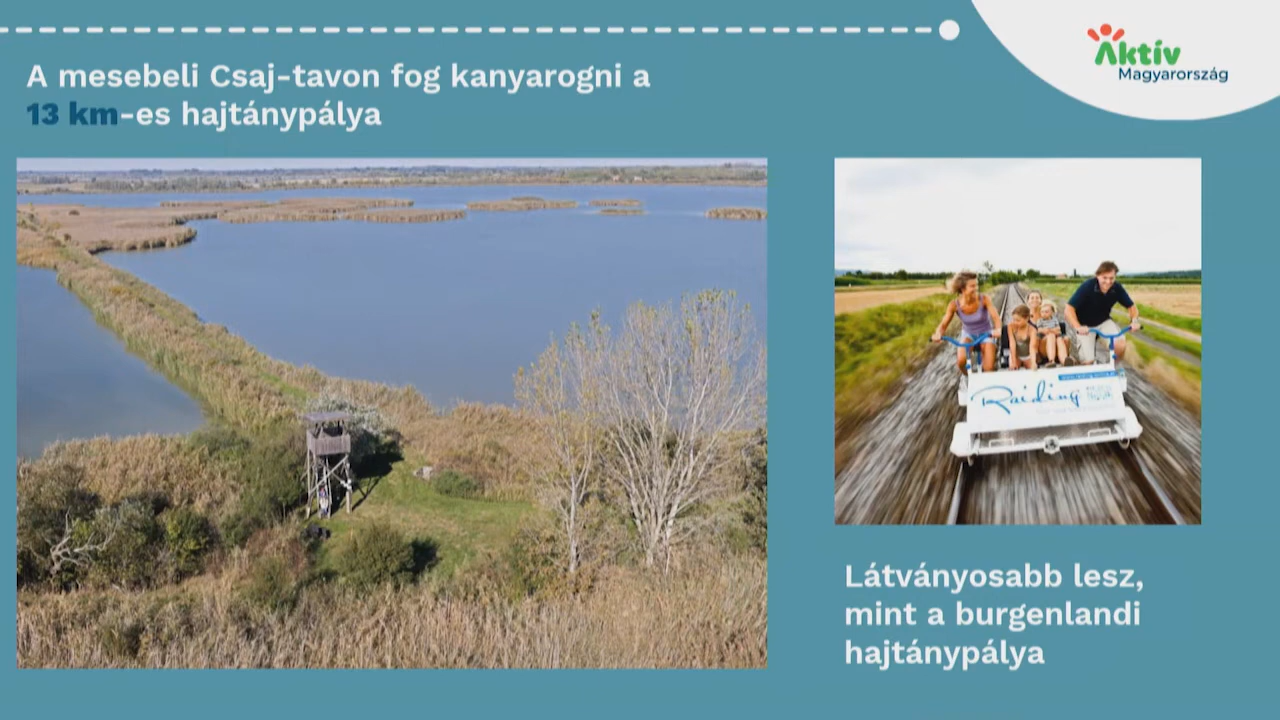 Aktív
Magyarország
A mesebeli Csaj-tavon fog kanyarogni a
13 km-es hajtánypálya
Raiding
Látványosabb lesz,
mint a burgenlandi
hajtánypálya